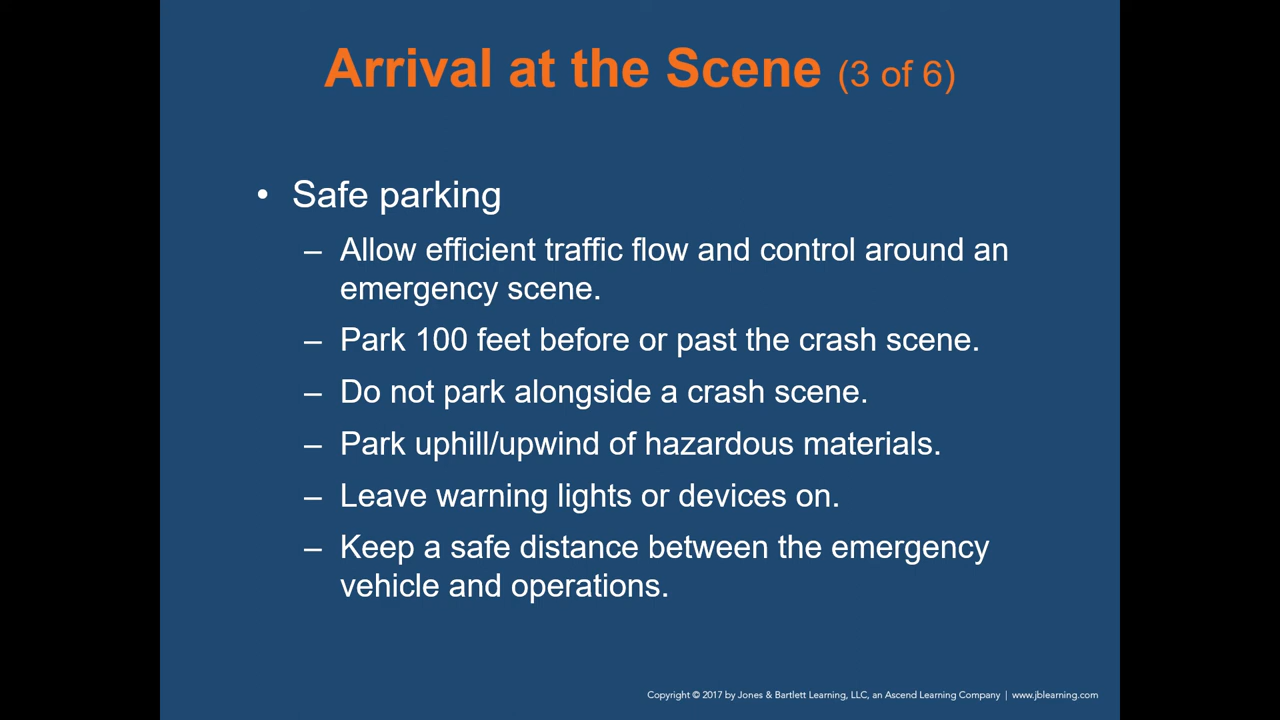 Arrival at the Scene (3 of 6)
• Safe parking
– Allow efficient traffic flow and control around an
emergency scene.
– Park 100 feet before or past the crash scene.
– Do not park alongside a crash scene.
– Park uphill/upwind of hazardous materials.
– Leave warning lights or devices on.
– Keep a safe distance between the emergency
vehicle and operations.
Copyright © 2017 by Jones & Bartlett Learning, LLC, an Ascend Learning Company | www.jblearning.com